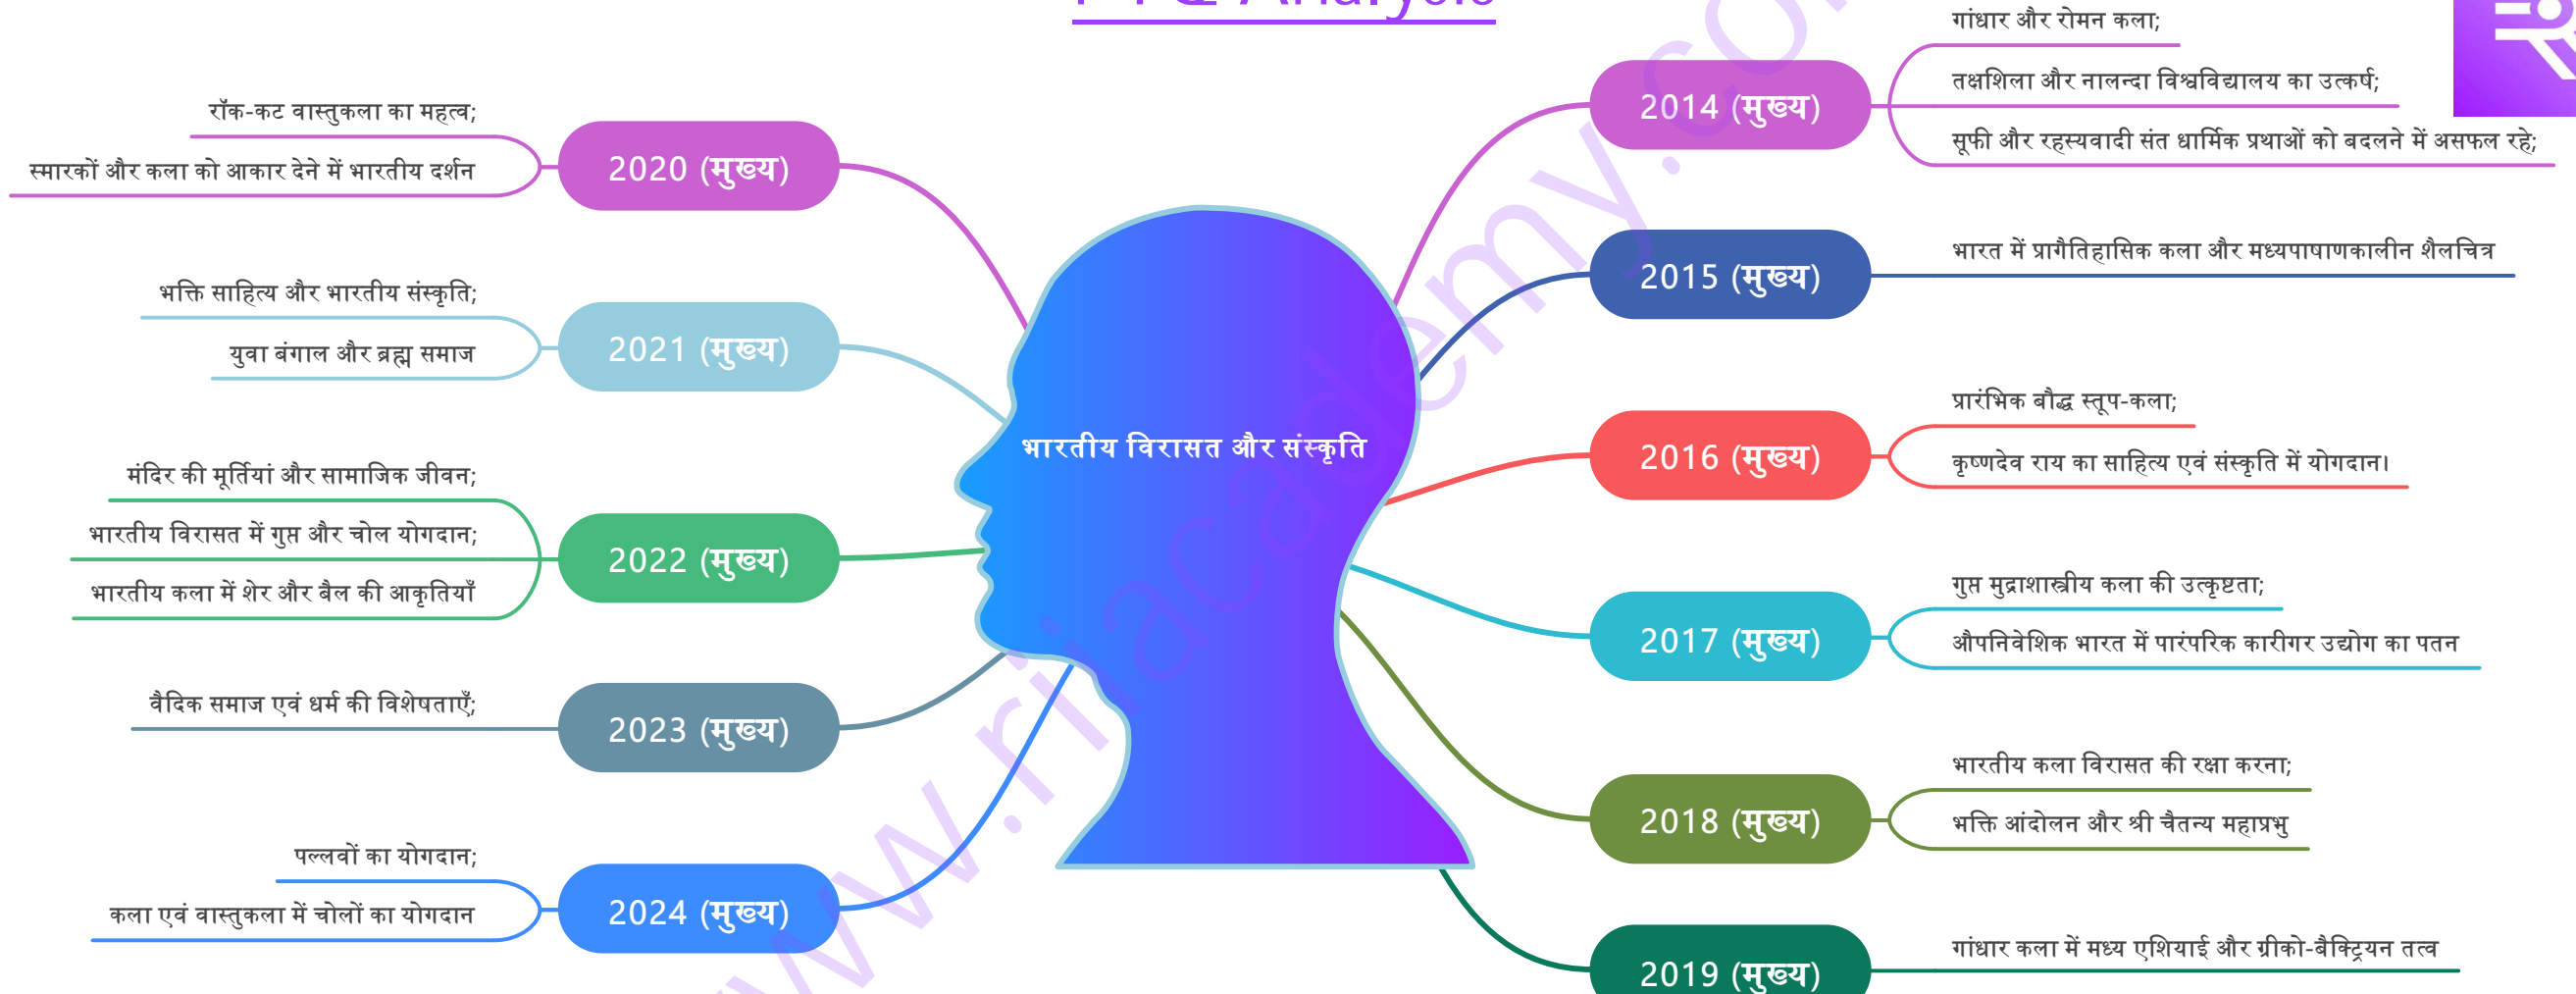 Analysis
2014 (मुख्य)
गांधार और रोमन कला;
तक्षशिला और नालन्दा विश्वविद्यालय का उत्कर्ष;
सूफी और रहस्यवादी संत धार्मिक प्रथाओं को बदलने में असफल रहे;
2015 (मुख्य)
भारत में प्रागैतिहासिक कला और मध्यपाषाणकालीन शैलचित्र
2016 (मुख्य)
प्रारंभिक बौद्ध स्तूप-कला;
कृष्णदेव राय का साहित्य एवं संस्कृति में योगदान।
2017 (मुख्य)
गुप्त मुद्राशास्त्रीय कला की उत्कृष्टता;
औपनिवेशिक भारत में पारंपरिक कारीगर उद्योग का पतन
2018 (मुख्य)
भारतीय कला विरासत की रक्षा करना;
भक्ति आंदोलन और श्री चैतन्य महाप्रभु
2019 (मुख्य)
गांधार कला में मध्य एशियाई और ग्रीको-बैक्ट्रियन तत्व
2020 (मुख्य)
रॉक-कट वास्तुकला का महत्व;
स्मारकों और कला को आकार देने में भारतीय दर्शन
2021 (मुख्य)
भक्ति साहित्य और भारतीय संस्कृति;
युवा बंगाल और ब्रह्म समाज
2022 (मुख्य)
मंदिर की मूर्तियां और सामाजिक जीवन;
भारतीय विरासत में गुप्त और चोल योगदान;
भारतीय कला में शेर और बैल की आकृतियाँ
2023 (मुख्य)
वैदिक समाज एवं धर्म की विशेषताएँ;
2024 (मुख्य)
पल्लवों का योगदान;
कला एवं वास्तुकला में चोलों का योगदान
भारतीय विरासत और संस्कृति